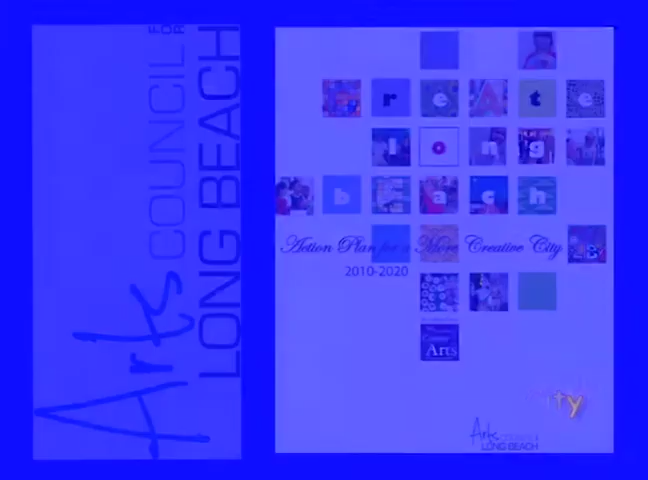 Arts COUNCIL FOR
LONG BEACH
creAte
long
bEach
Action Plan for a More Creative City
2010-2020
Arts
ity
Arts COUNCIL
LONG BEACH